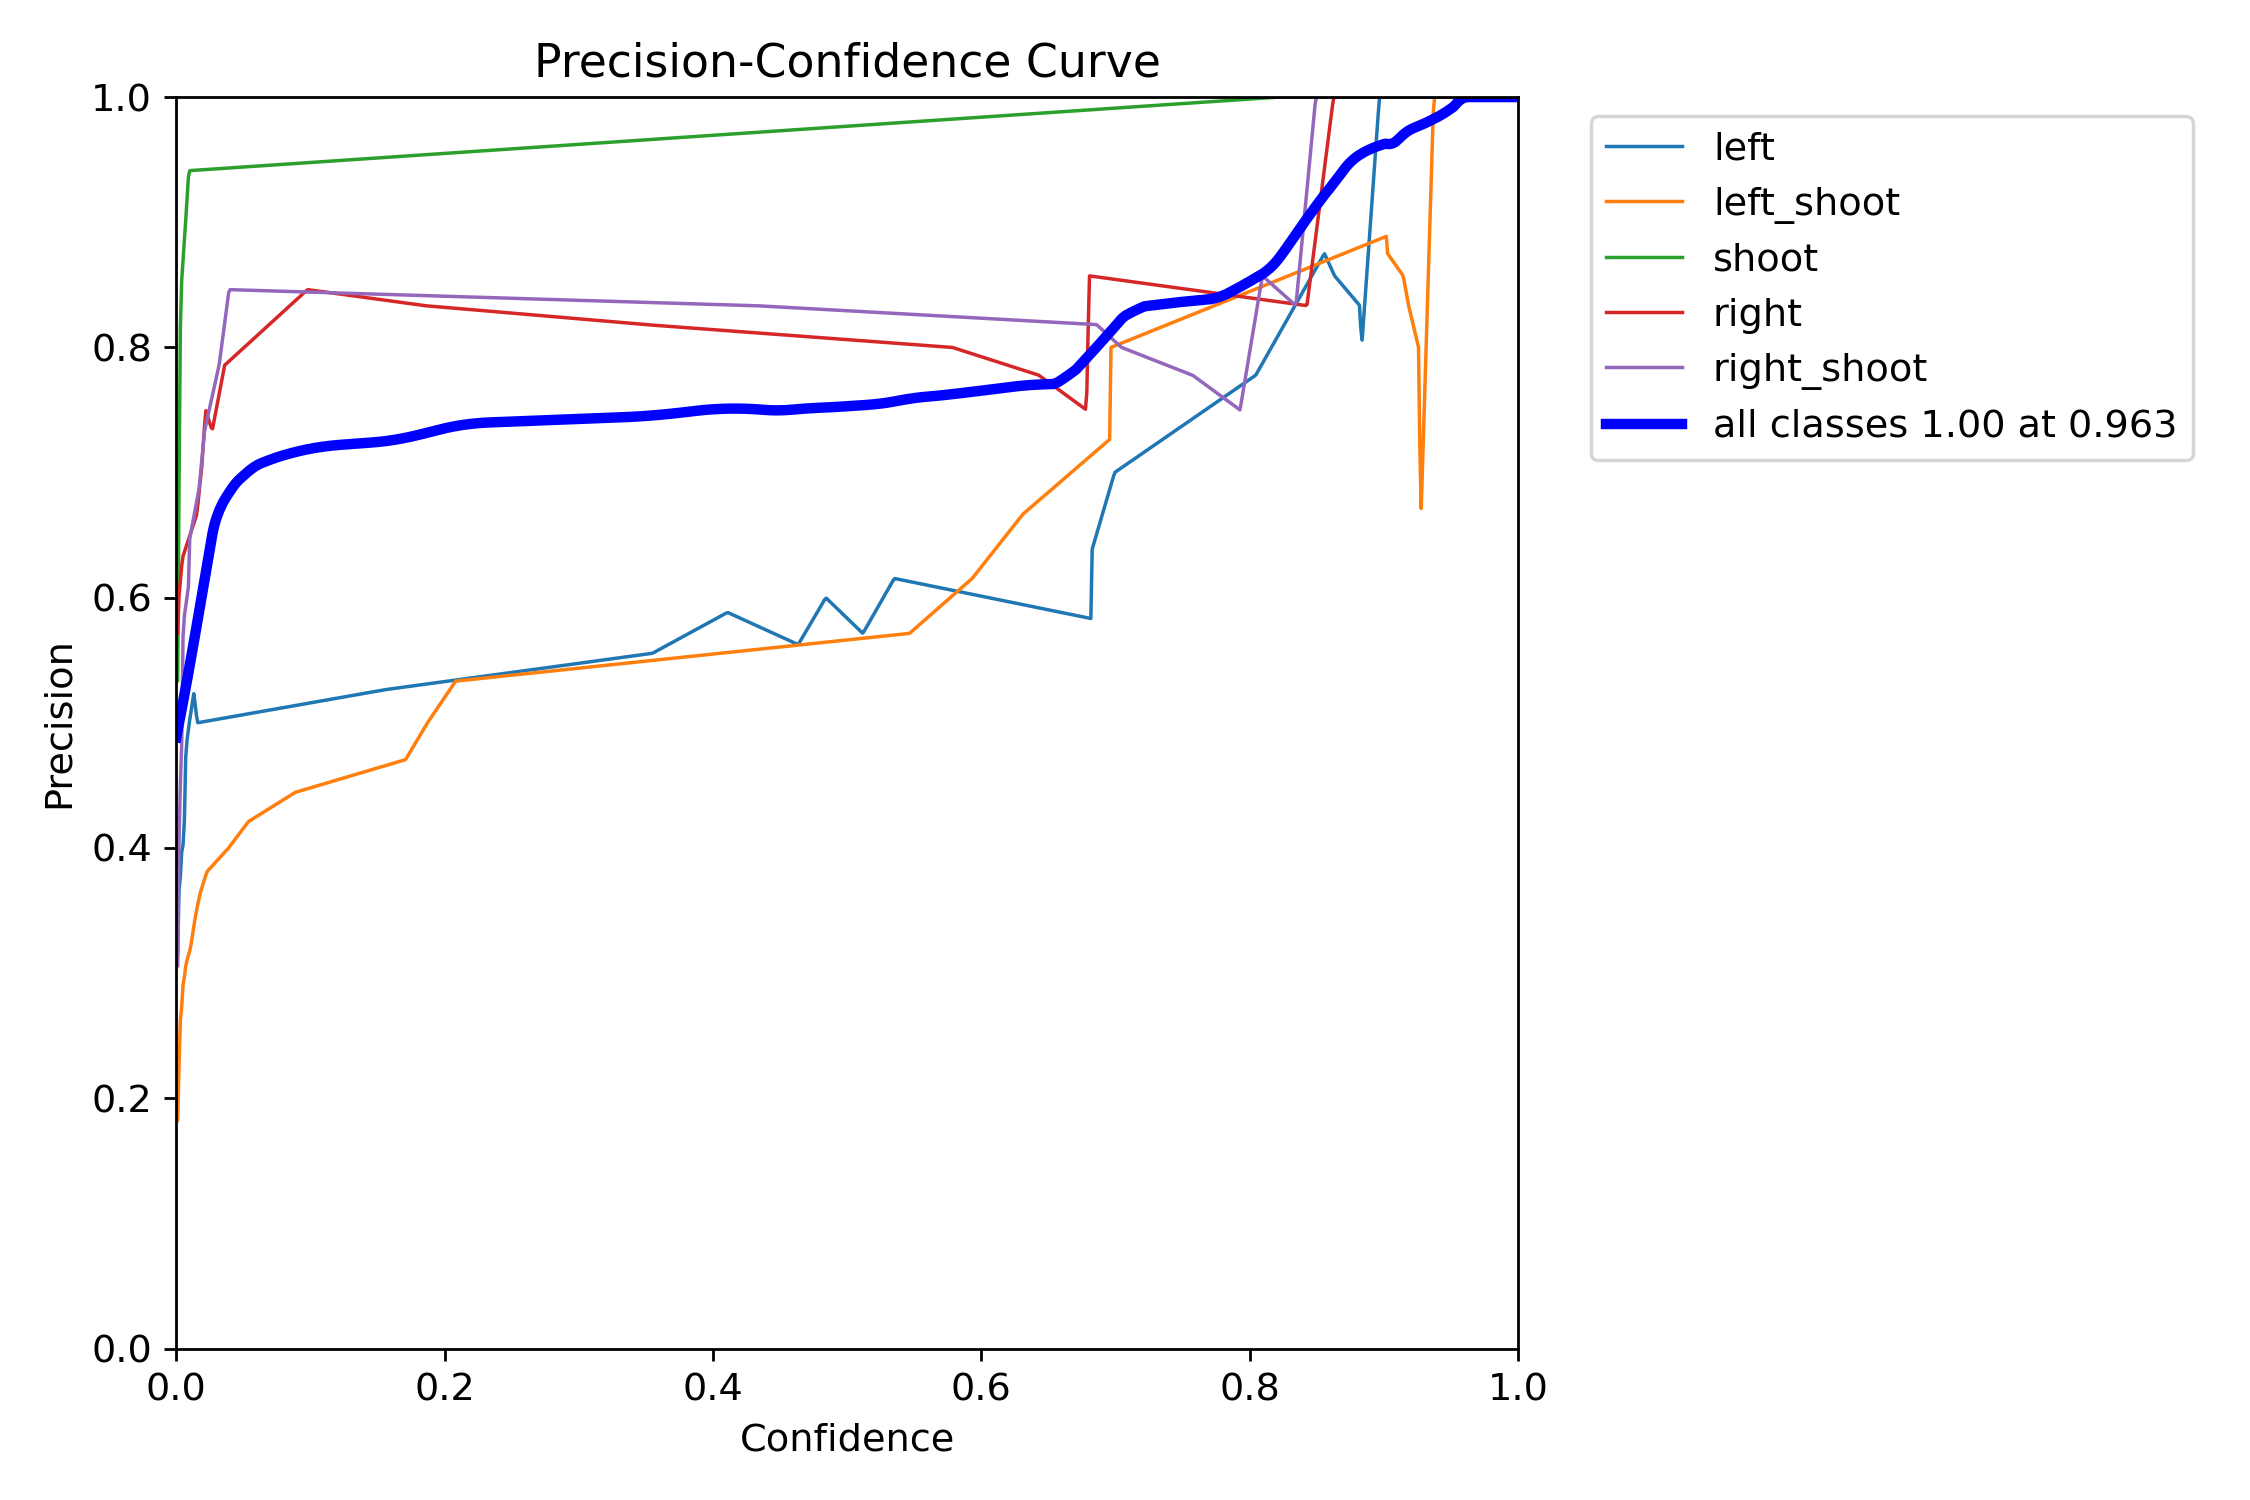 Precision-Confidence Curve
1.0
0.8
0.6
0.4
0.2
0.0
Precision
0.0 0.2 0.4 0.6 0.8 1.0
Confidence
left
left_shoot
shoot
right
right_shoot
all classes 1.00 at 0.963